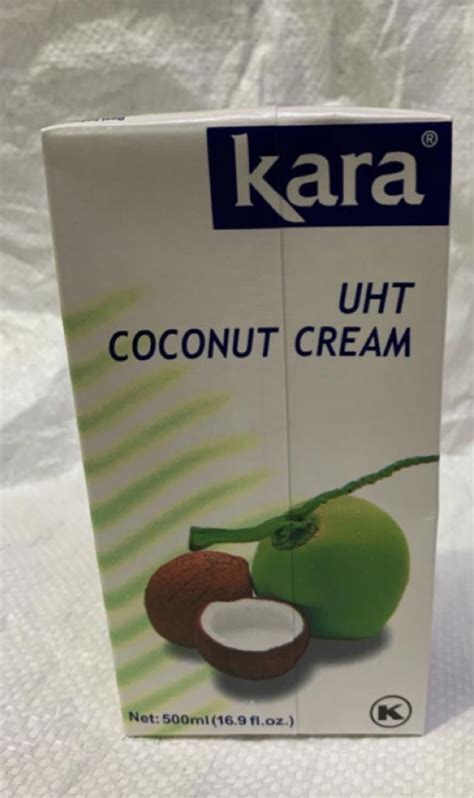 kara®
UHT
COCONUT CREAM
Net: 500ml (16.9 fl.oz.)
K